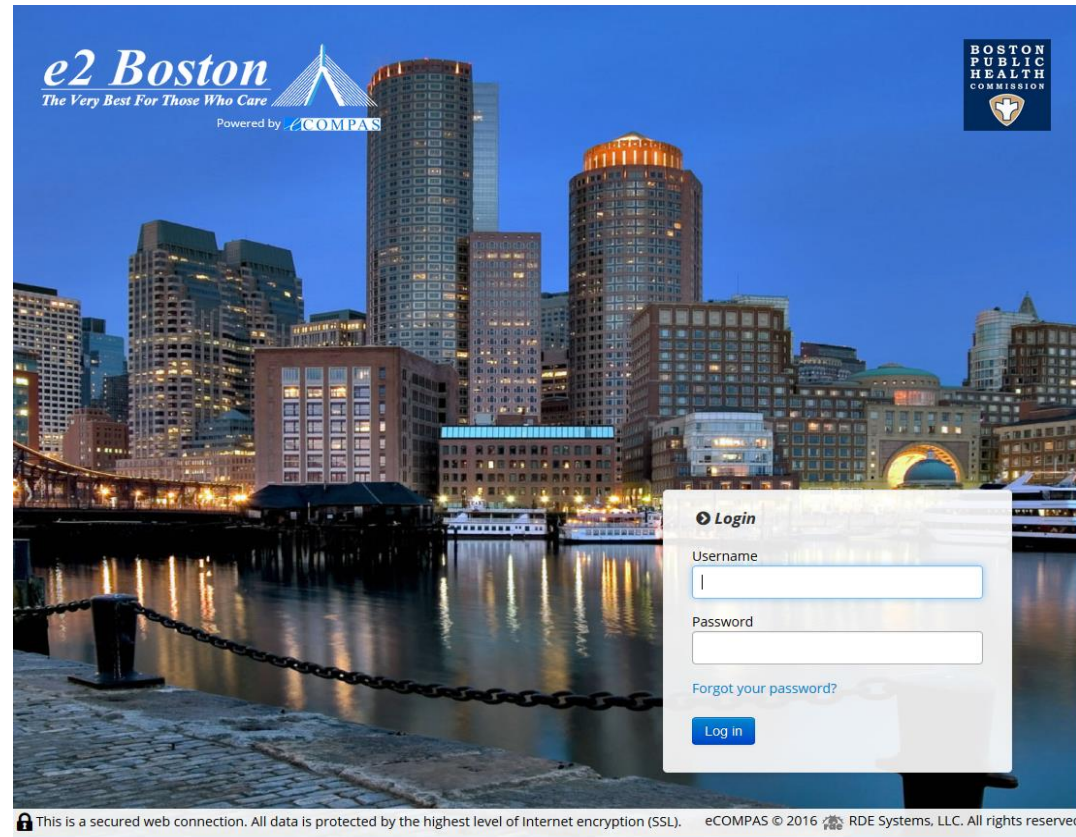 e2 Boston
The Very Best For Those Who Care
Powered by eCOMPAS
BOSTON
PUBLIC
HEALTH
COMMISSION
Login
Username
Password
Forgot your password?
Log in
This is a secured web connection. All data is protected by the highest level of Internet encryption (SSL).
eCOMPAS © 2016 RDE Systems, LLC. All rights reserved